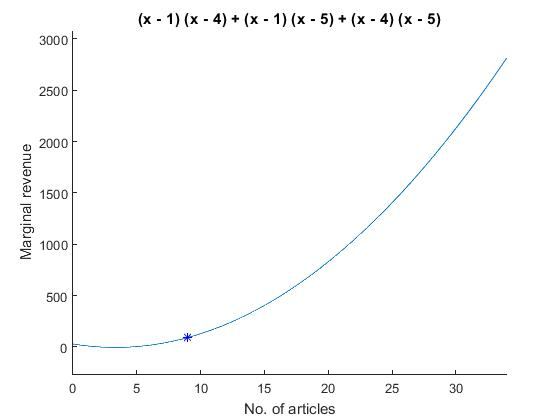 (x - 1) (x - 4) + (x - 1) (x - 5) + (x - 4) (x - 5)
3000
2500
2000
1500
1000
500
0
Marginal revenue
0 5 10 15 20 25 30
No. of articles